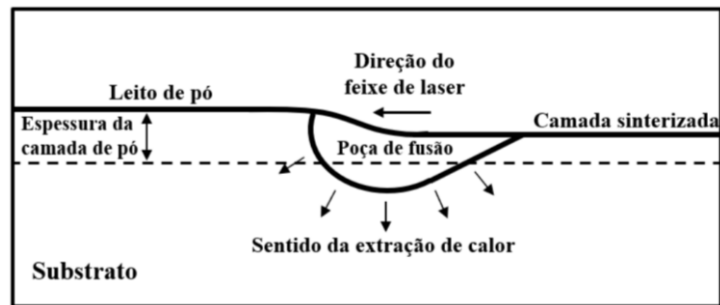 Direção do
feixe de laser
Leito de pó
Espessura da
camada de pó
Camada sinterizada
Poça de fusão
Sentido da extração de calor
Substrato